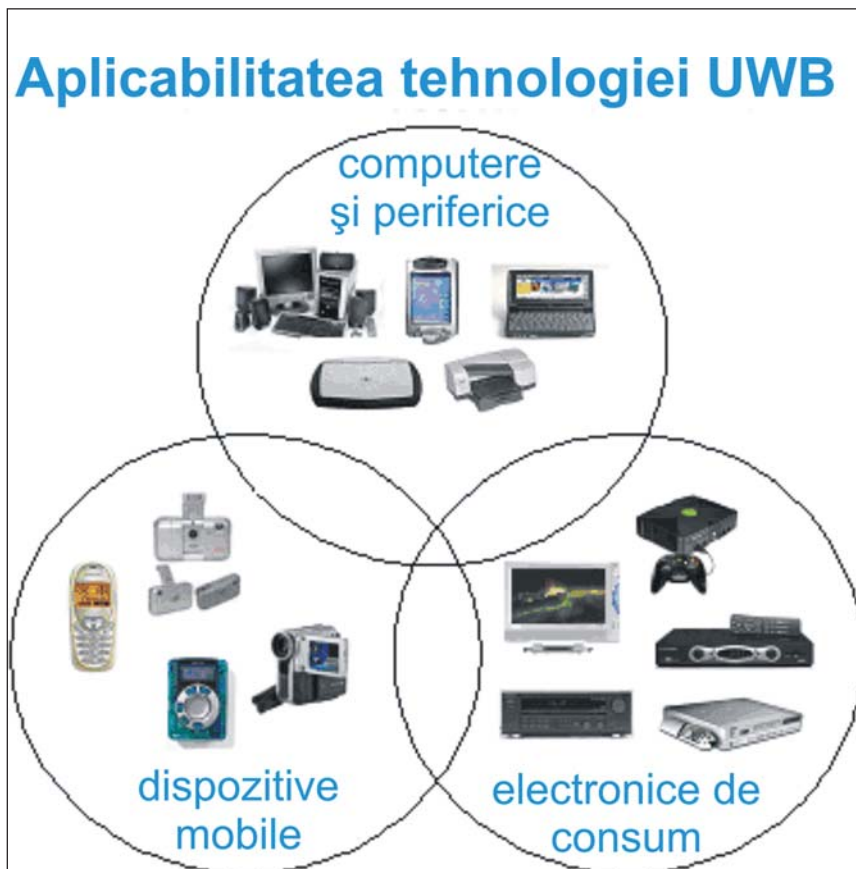 Aplicabilitatea tehnologiei UWB
computere
şi periferice
dispozitive
mobile
electronice de
consum